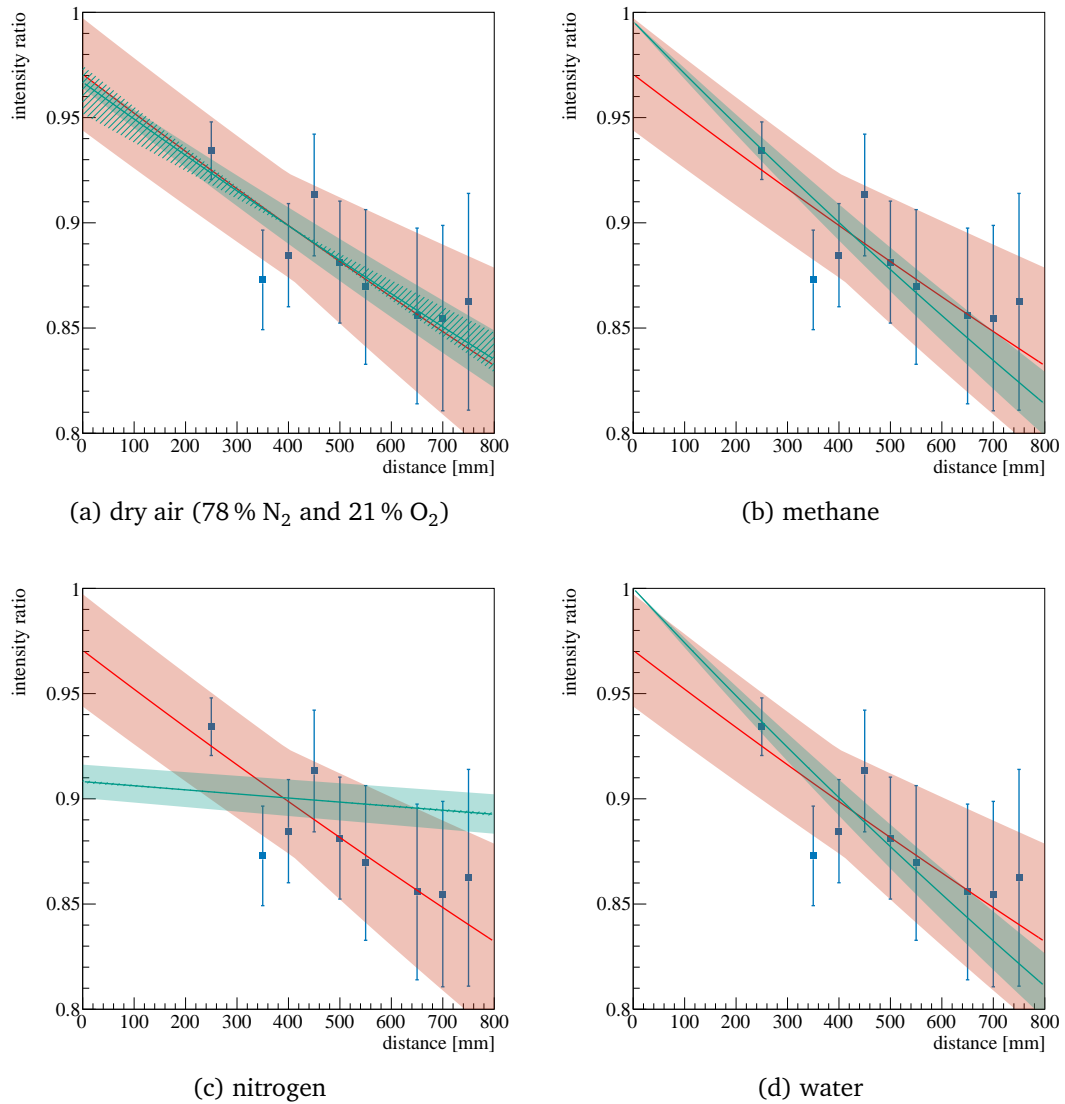 intensity ratio
1
0.95
0.9
0.85
0.8
0 100 200 300 400 500 600 700 800
distance [mm]
(a) dry air (78 % N₂ and 21 % O₂)
intensity ratio
1
0.95
0.9
0.85
0.8
0 100 200 300 400 500 600 700 800
distance [mm]
(b) methane
intensity ratio
1
0.95
0.9
0.85
0.8
0 100 200 300 400 500 600 700 800
distance [mm]
(c) nitrogen
intensity ratio
1
0.95
0.9
0.85
0.8
0 100 200 300 400 500 600 700 800
distance [mm]
(d) water